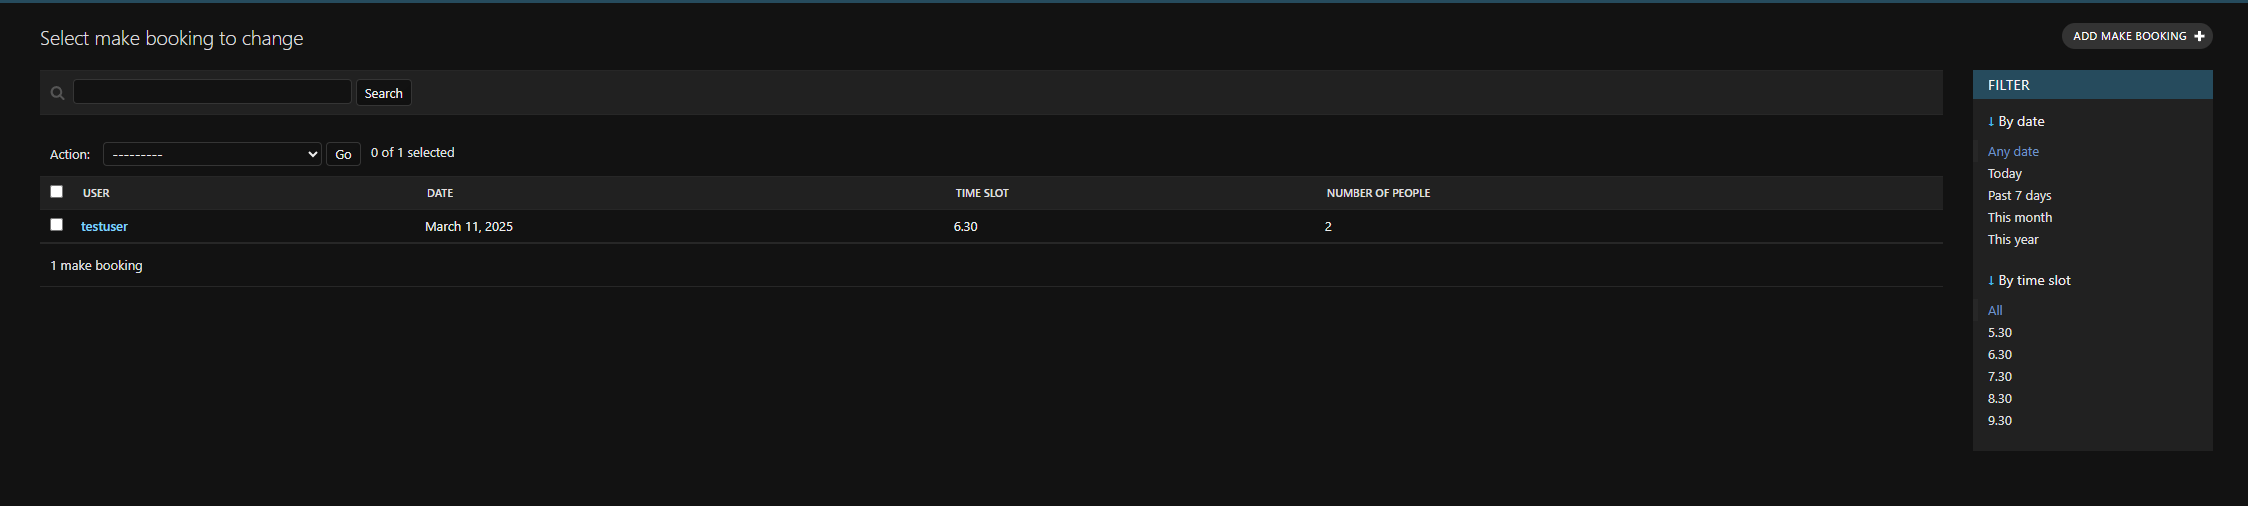 Select make booking to change
ADD MAKE BOOKING
Search
Action: --------- Go 0 of 1 selected
USER DATE TIME SLOT NUMBER OF PEOPLE
testuser March 11, 2025 6.30 2
1 make booking
FILTER
↓ By date
Any date
Today
Past 7 days
This month
This year
↓ By time slot
All
5.30
6.30
7.30
8.30
9.30